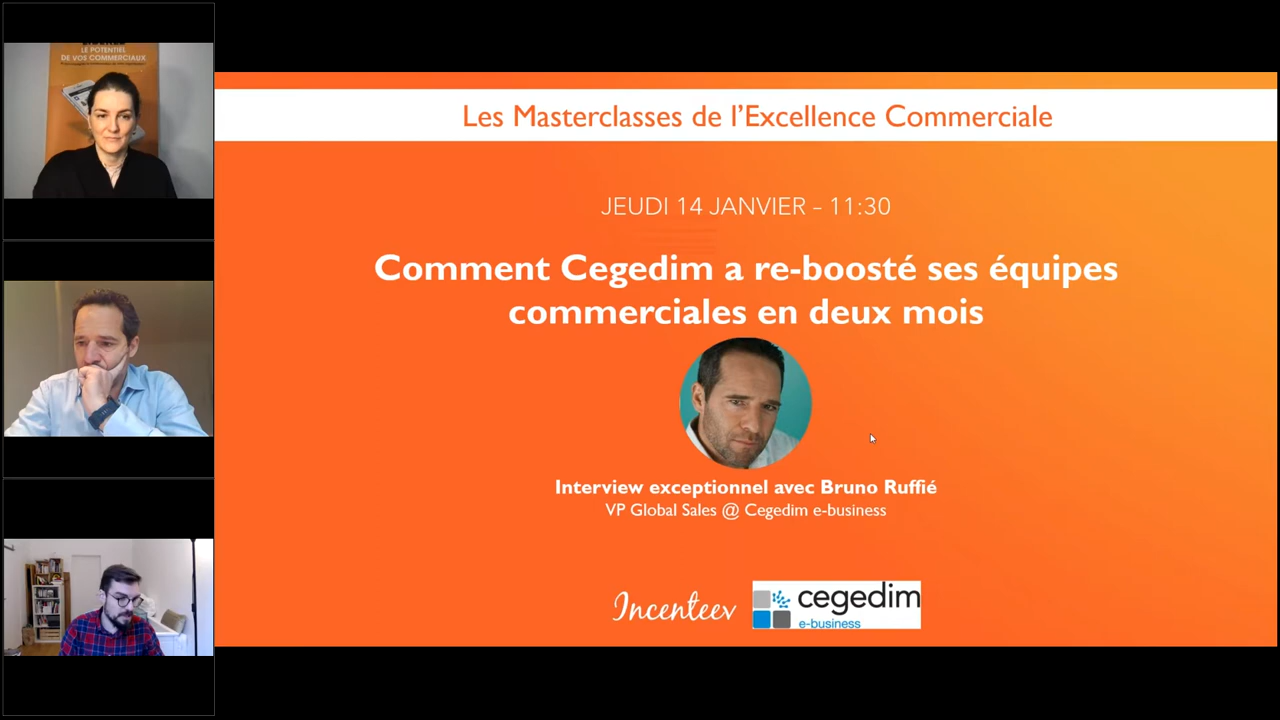 LE POTENTIEL
DE VOS COMMERCIAUX
Les Masterclasses de l'Excellence Commerciale
JEUDI 14 JANVIER – 11:30
Comment Cegedim a re-boosté ses équipes
commerciales en deux mois
Interview exceptionnel avec Bruno Ruffié
VP Global Sales @ Cegedim e-business
Incenteev
cegedim
e-business